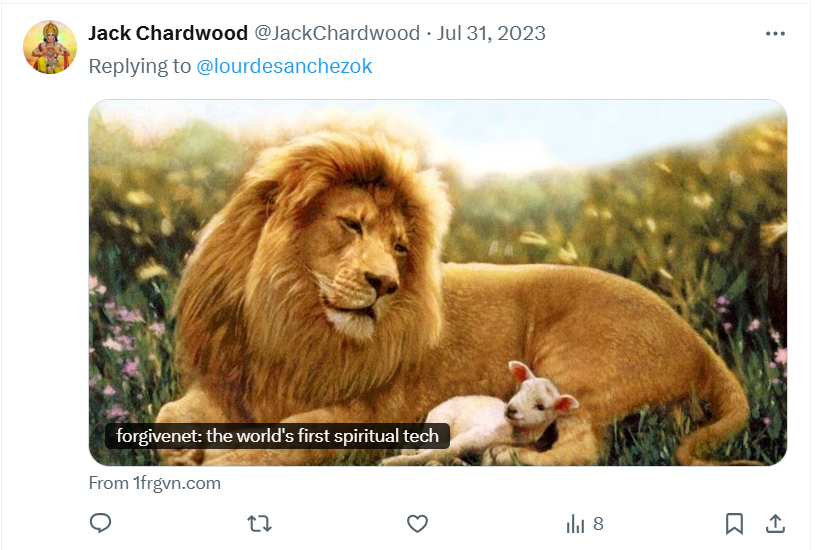 Jack Chardwood @JackChardwood · Jul 31, 2023
Replying to @lourdesanchezok
forgivenet: the world's first spiritual tech
From 1frgvn.com
8